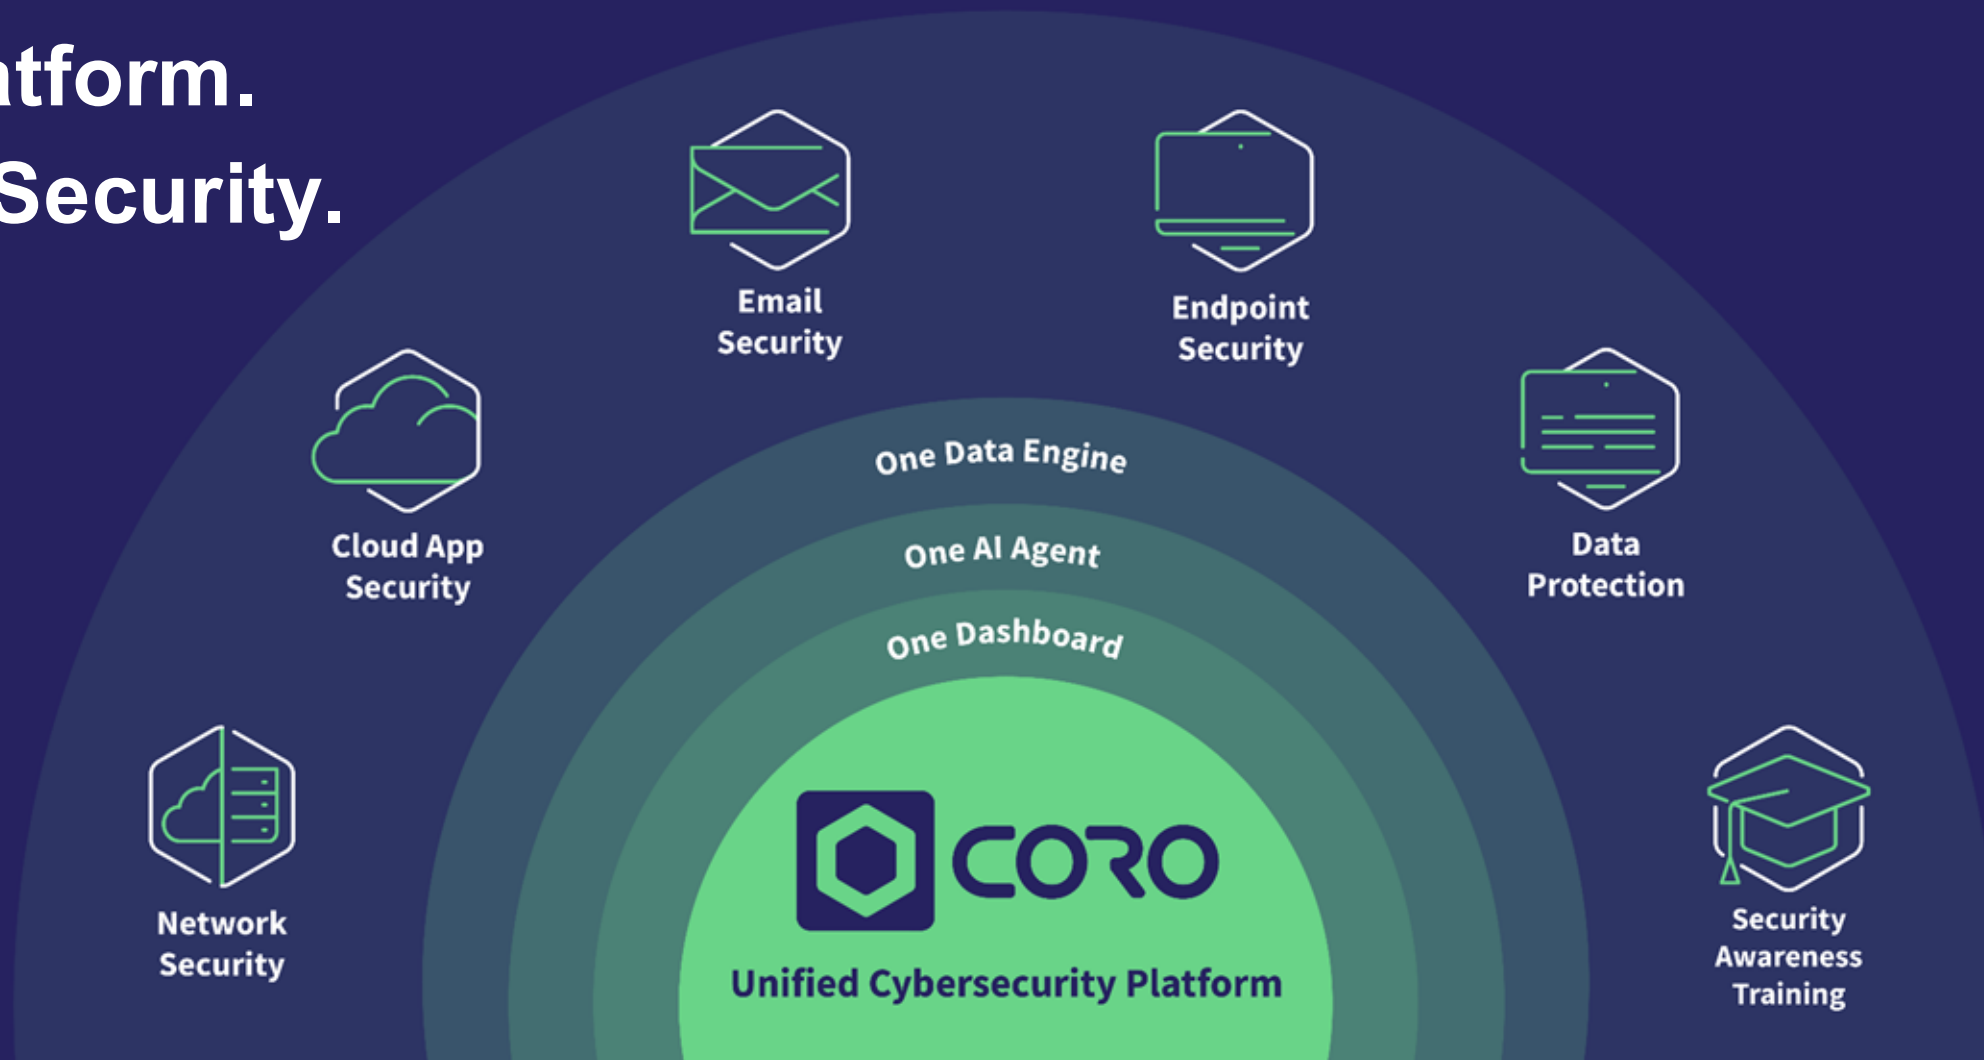 atform.
Security.
Email
Security
Endpoint
Security
Cloud App
Security
Data
Protection
One Data Engine
One AI Agent
One Dashboard
Network
Security
CORO
Unified Cybersecurity Platform
Security
Awareness
Training